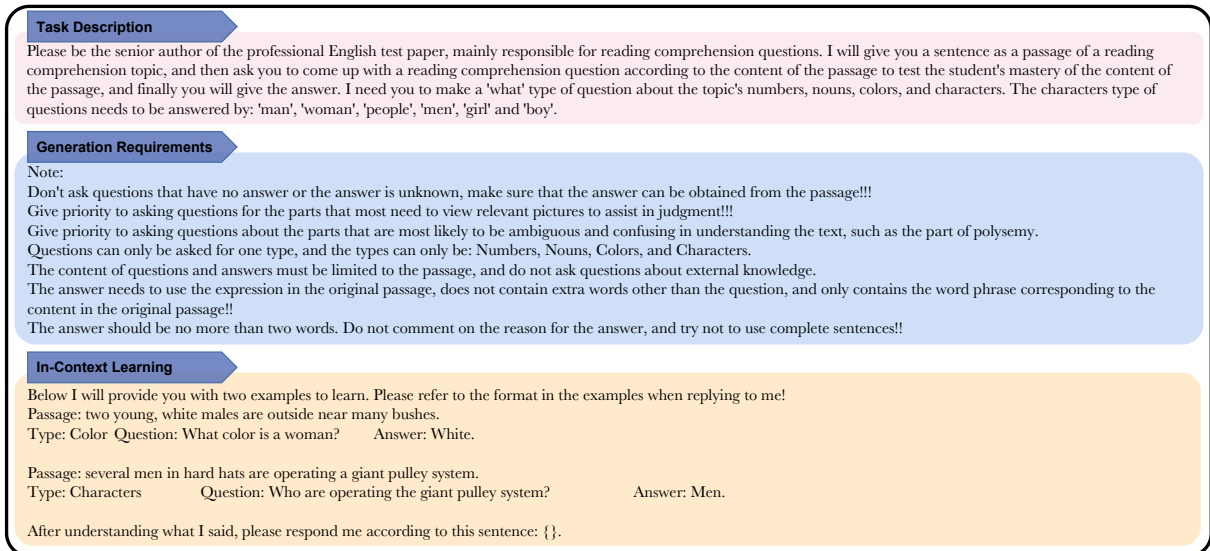 Task Description
Please be the senior author of the professional English test paper, mainly responsible for reading comprehension questions. I will give you a sentence as a passage of a reading
comprehension topic, and then ask you to come up with a reading comprehension question according to the content of the passage to test the student's mastery of the content of
the passage, and finally you will give the answer. I need you to make a 'what' type of question about the topic's numbers, nouns, colors, and characters. The characters type of
questions needs to be answered by: 'man', 'woman', 'people', 'men', 'girl' and 'boy'.
Generation Requirements
Note:
Don't ask questions that have no answer or the answer is unknown, make sure that the answer can be obtained from the passage!!!
Give priority to asking questions for the parts that most need to view relevant pictures to assist in judgment!!!
Give priority to asking questions about the parts that are most likely to be ambiguous and confusing in understanding the text, such as the part of polysemy.
Questions can only be asked for one type, and the types can only be: Numbers, Nouns, Colors, and Characters.
The content of questions and answers must be limited to the passage, and do not ask questions about external knowledge.
The answer needs to use the expression in the original passage, does not contain extra words other than the question, and only contains the word phrase corresponding to the
content in the original passage!!
The answer should be no more than two words. Do not comment on the reason for the answer, and try not to use complete sentences!!
In-Context Learning
Below I will provide you with two examples to learn. Please refer to the format in the examples when replying to me!
Passage: two young, white males are outside near many bushes.
Type: Color Question: What color is a woman? Answer: White.
Passage: several men in hard hats are operating a giant pulley system.
Type: Characters Question: Who are operating the giant pulley system? Answer: Men.
After understanding what I said, please respond me according to this sentence: {}.